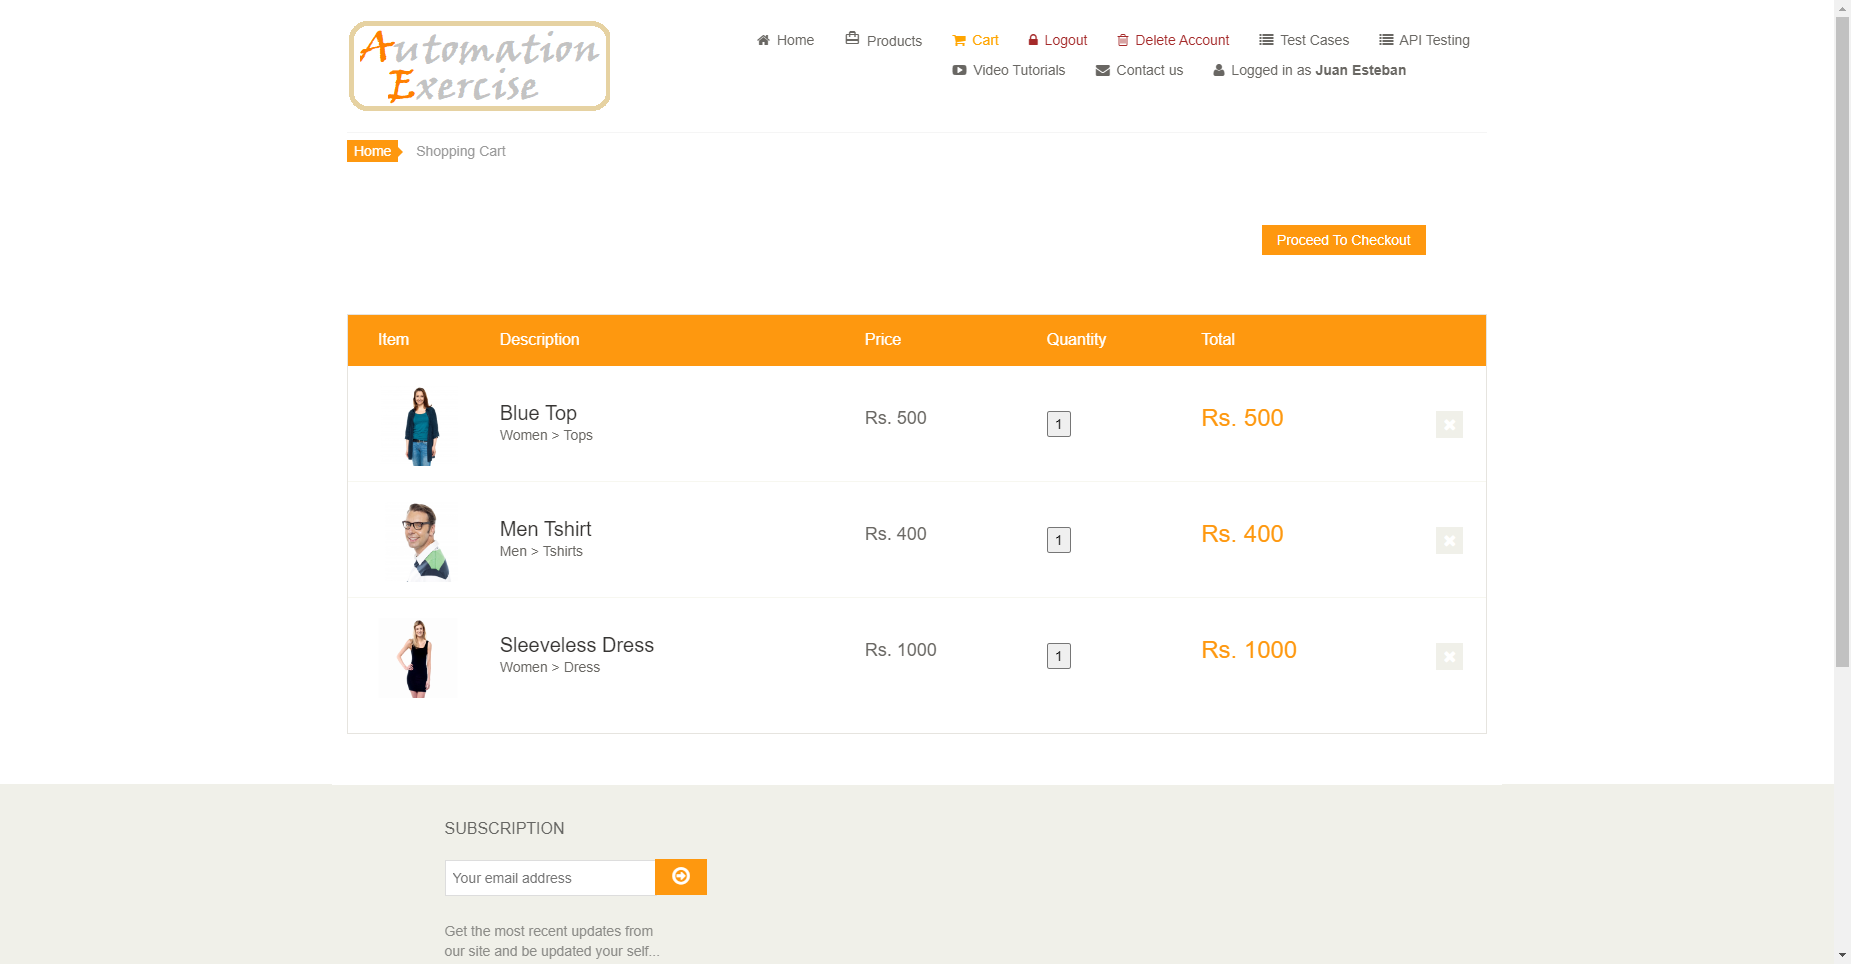 Automation
Exercise
Home Products Cart Logout Delete Account Test Cases API Testing
Video Tutorials Contact us Logged in as Juan Esteban
Home Shopping Cart
Proceed To Checkout
Item Description Price Quantity Total
Blue Top
Women > Tops
Rs. 500 1 Rs. 500
Men Tshirt
Men > Tshirts
Rs. 400 1 Rs. 400
Sleeveless Dress
Women > Dress
Rs. 1000 1 Rs. 1000
SUBSCRIPTION
Your email address
Get the most recent updates from
our site and be updated your self...